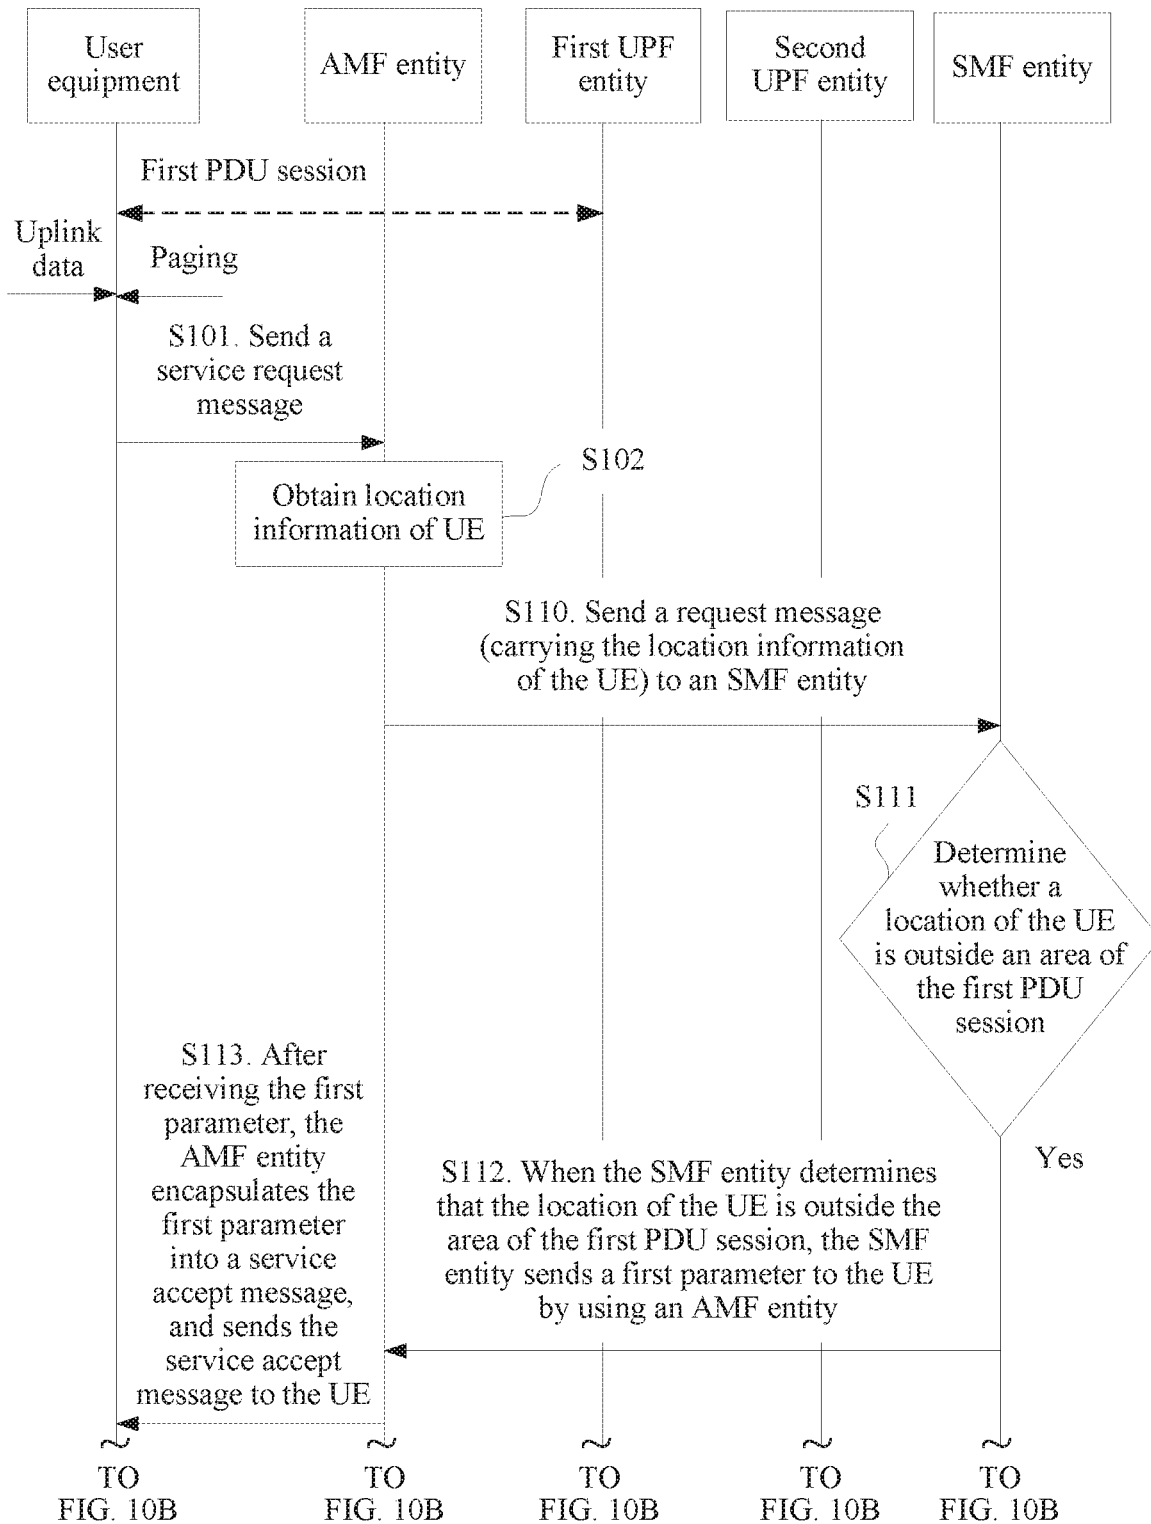 User
equipment
AMF entity
First UPF
entity
Second
UPF entity
SMF entity
First PDU session
Uplink
data
Paging
S101. Send a
service request
message
S102
Obtain location
information of UE
S110. Send a request message
(carrying the location information
of the UE) to an SMF entity
S111
Determine
whether a
location of the UE
is outside an area of
the first PDU
session
Yes
S113. After
receiving the first
parameter, the
AMF entity
encapsulates the
first parameter
into a service
accept message,
and sends the
service accept
message to the UE
S112. When the SMF entity determines
that the location of the UE is outside the
area of the first PDU session, the SMF
entity sends a first parameter to the UE
by using an AMF entity
TO
FIG. 10B
TO
FIG. 10B
TO
FIG. 10B
TO
FIG. 10B
TO
FIG. 10B